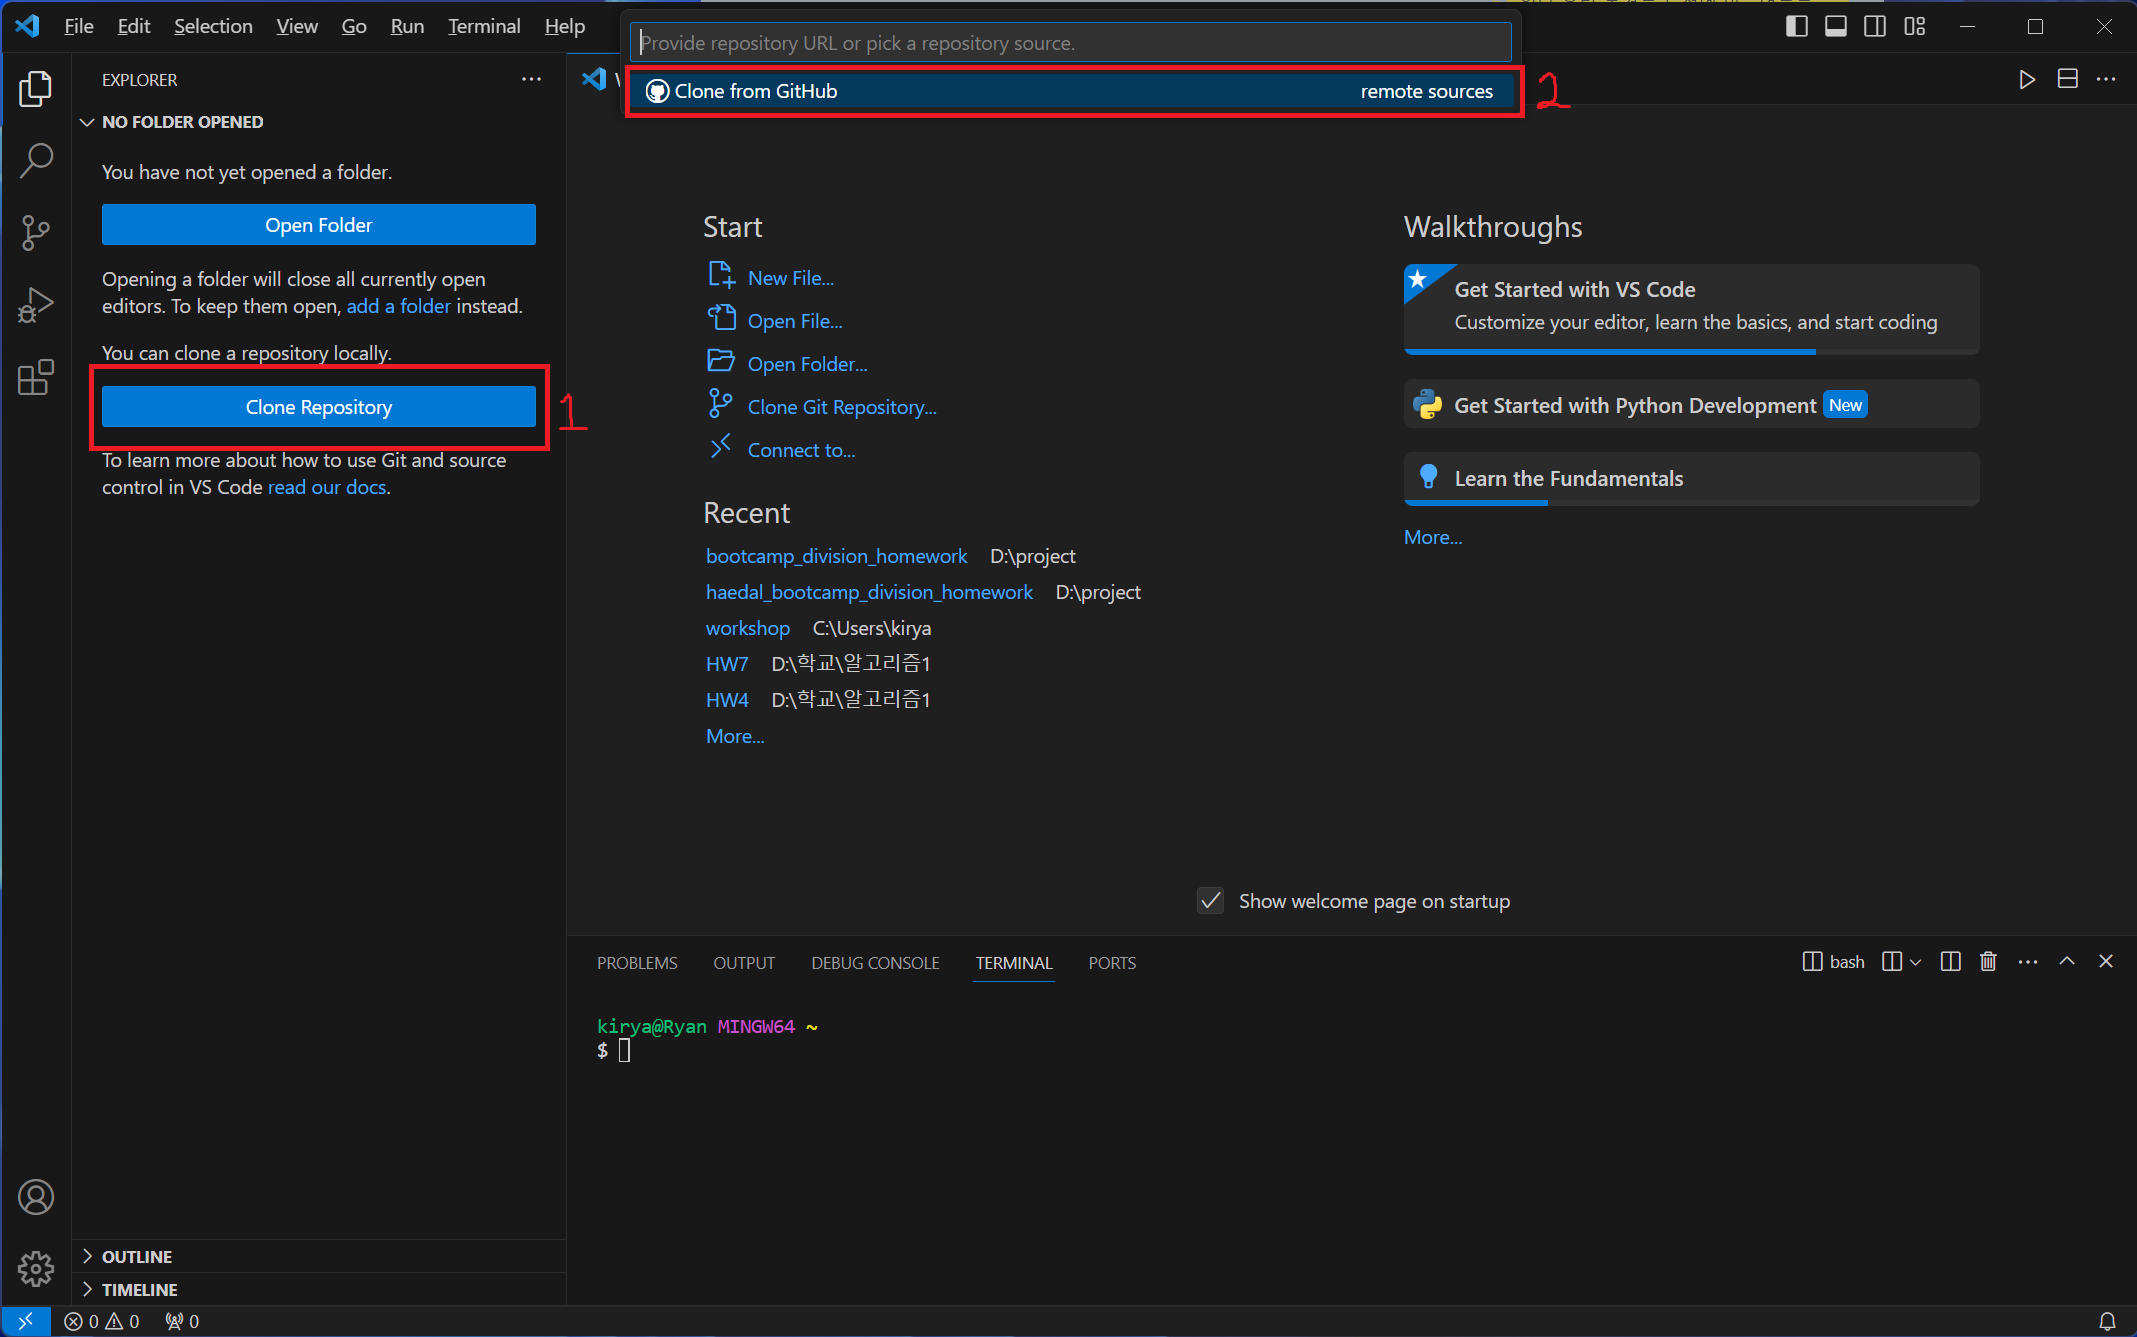 File Edit Selection View Go Run Terminal Help
Provide repository URL or pick a repository source.
Clone from GitHub remote sources
2
EXPLORER
NO FOLDER OPENED
You have not yet opened a folder.
Open Folder
Opening a folder will close all currently open
editors. To keep them open, add a folder instead.
You can clone a repository locally.
Clone Repository
1
To learn more about how to use Git and source
control in VS Code read our docs.
OUTLINE
TIMELINE
Start
New File...
Open File...
Open Folder...
Clone Git Repository...
Connect to...
Recent
bootcamp_division_homework D:\project
haedal_bootcamp_division_homework D:\project
workshop C:\Users\kirya
HW7 D:\학교\알고리즘1
HW4 D:\학교\알고리즘1
More...
Walkthroughs
Get Started with VS Code
Customize your editor, learn the basics, and start coding
Get Started with Python Development New
Learn the Fundamentals
More...
Show welcome page on startup
PROBLEMS OUTPUT DEBUG CONSOLE TERMINAL PORTS
bash
kirya@Ryan MINGW64 ~
$
0 0 0